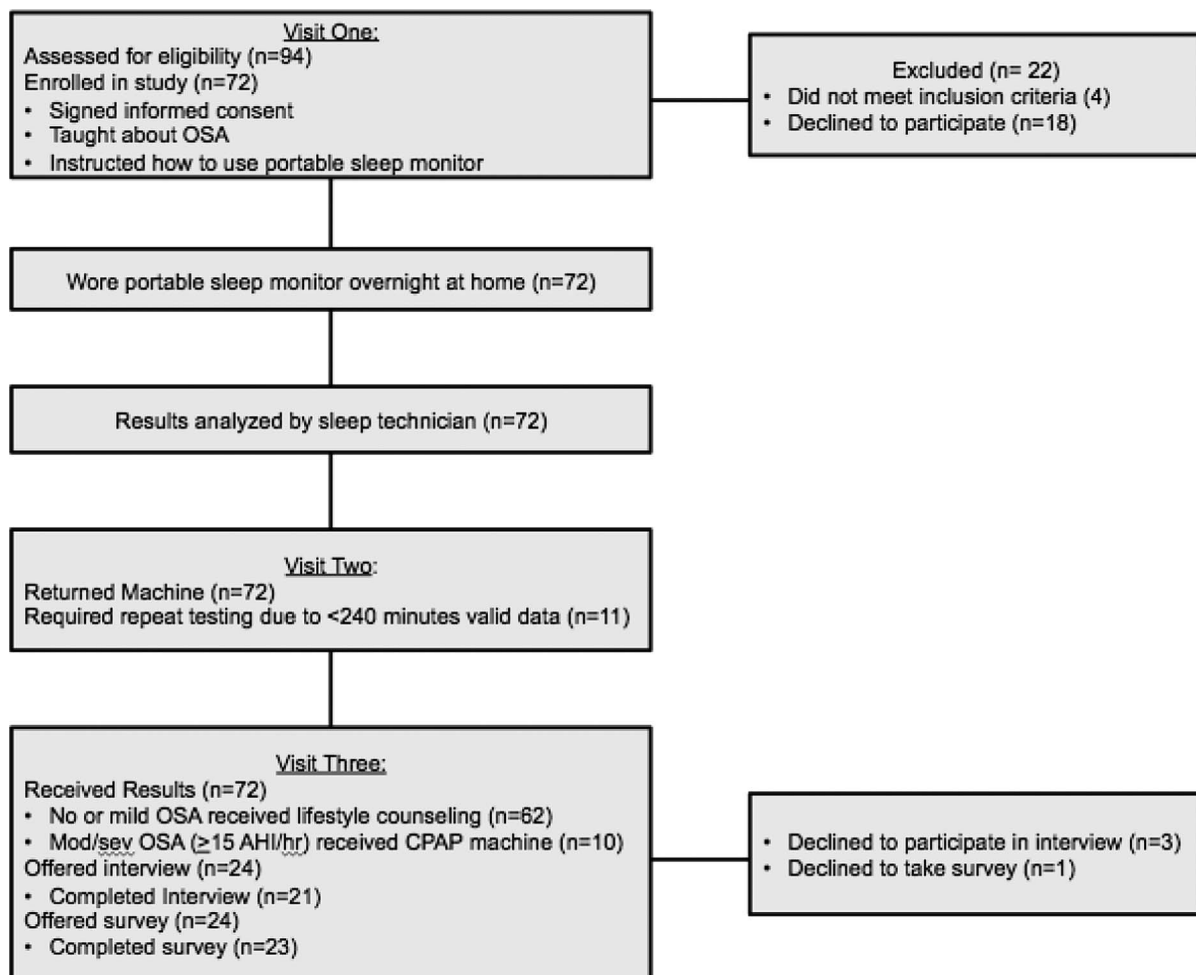 Visit One:
Assessed for eligibility (n=94)
Enrolled in study (n=72)
• Signed informed consent
• Taught about OSA
• Instructed how to use portable sleep monitor
Excluded (n= 22)
• Did not meet inclusion criteria (4)
• Declined to participate (n=18)
Wore portable sleep monitor overnight at home (n=72)
Results analyzed by sleep technician (n=72)
Visit Two:
Returned Machine (n=72)
Required repeat testing due to <240 minutes valid data (n=11)
Visit Three:
Received Results (n=72)
• No or mild OSA received lifestyle counseling (n=62)
• Mod/sev OSA (≥15 AHI/hr) received CPAP machine (n=10)
Offered interview (n=24)
• Completed Interview (n=21)
Offered survey (n=24)
• Completed survey (n=23)
• Declined to participate in interview (n=3)
• Declined to take survey (n=1)